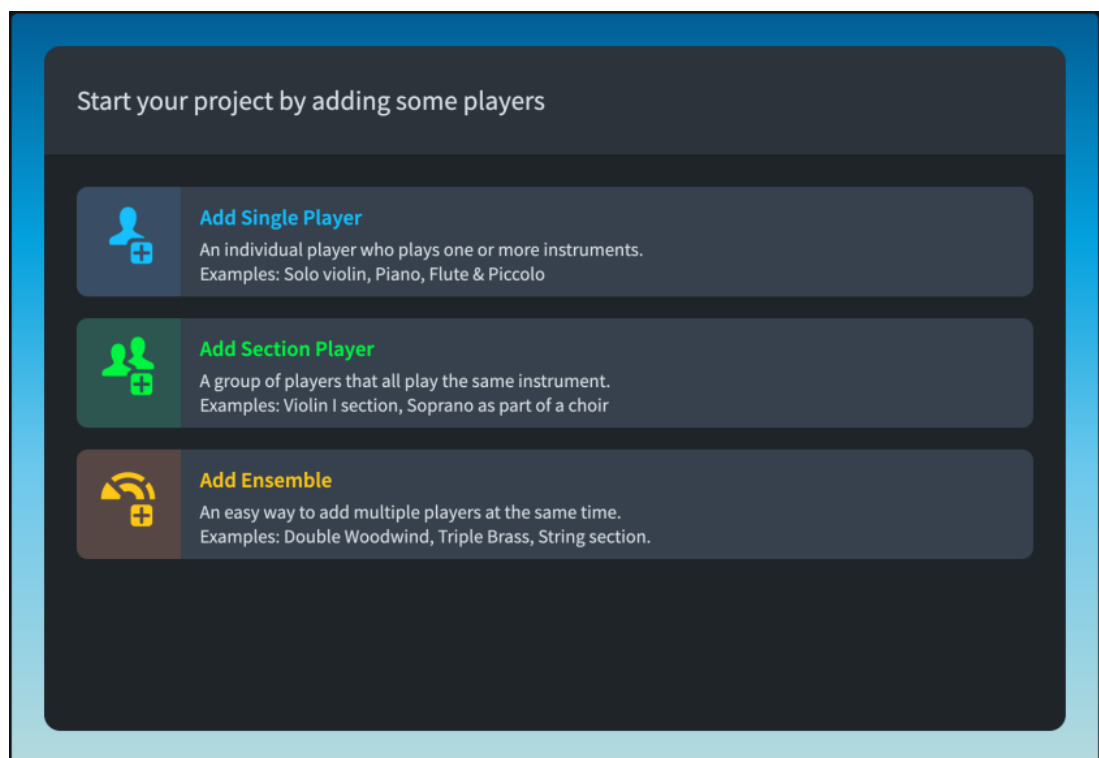 Start your project by adding some players
Add Single Player
An individual player who plays one or more instruments.
Examples: Solo violin, Piano, Flute & Piccolo
Add Section Player
A group of players that all play the same instrument.
Examples: Violin I section, Soprano as part of a choir
Add Ensemble
An easy way to add multiple players at the same time.
Examples: Double Woodwind, Triple Brass, String section.